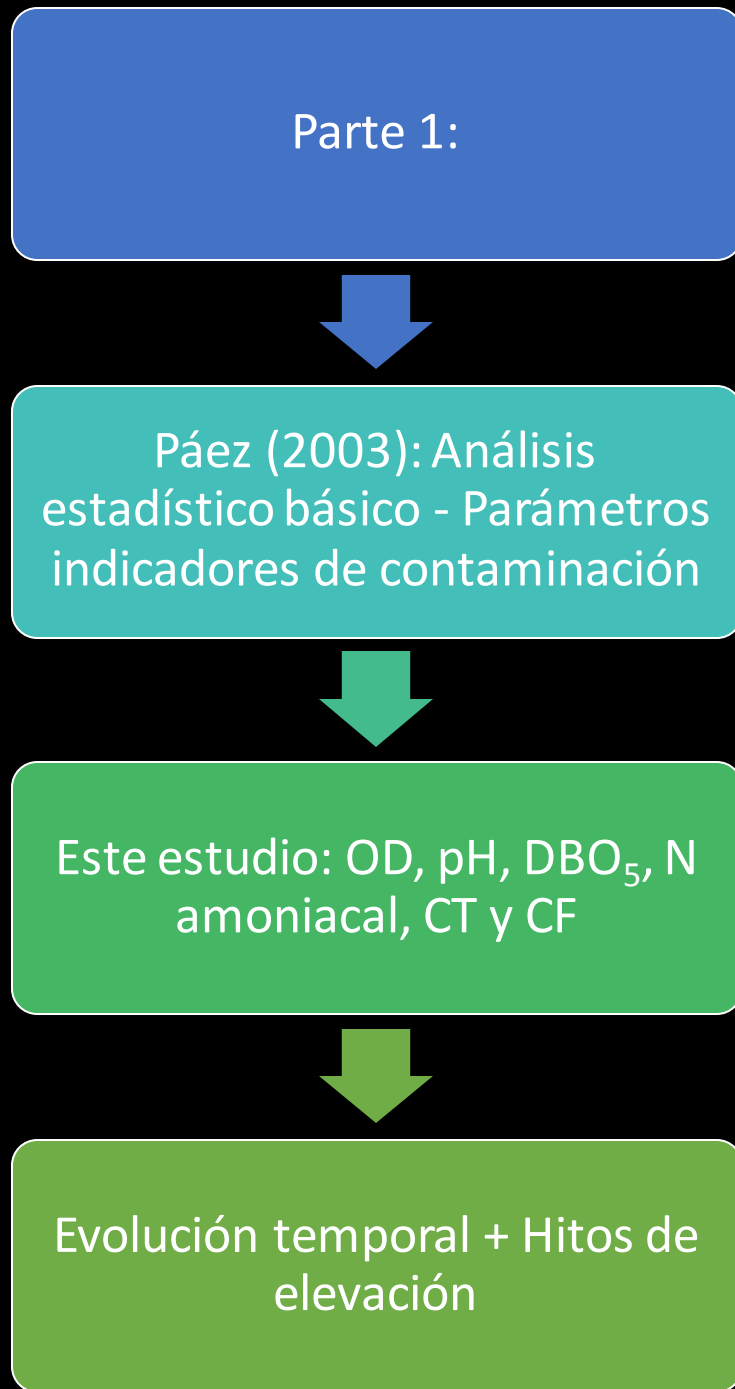 Parte 1:
Páez (2003): Análisis
estadístico básico - Parámetros
indicadores de contaminación
Este estudio: OD, pH, DBO₅, N
amoniacal, CT y CF
Evolución temporal + Hitos de
elevación